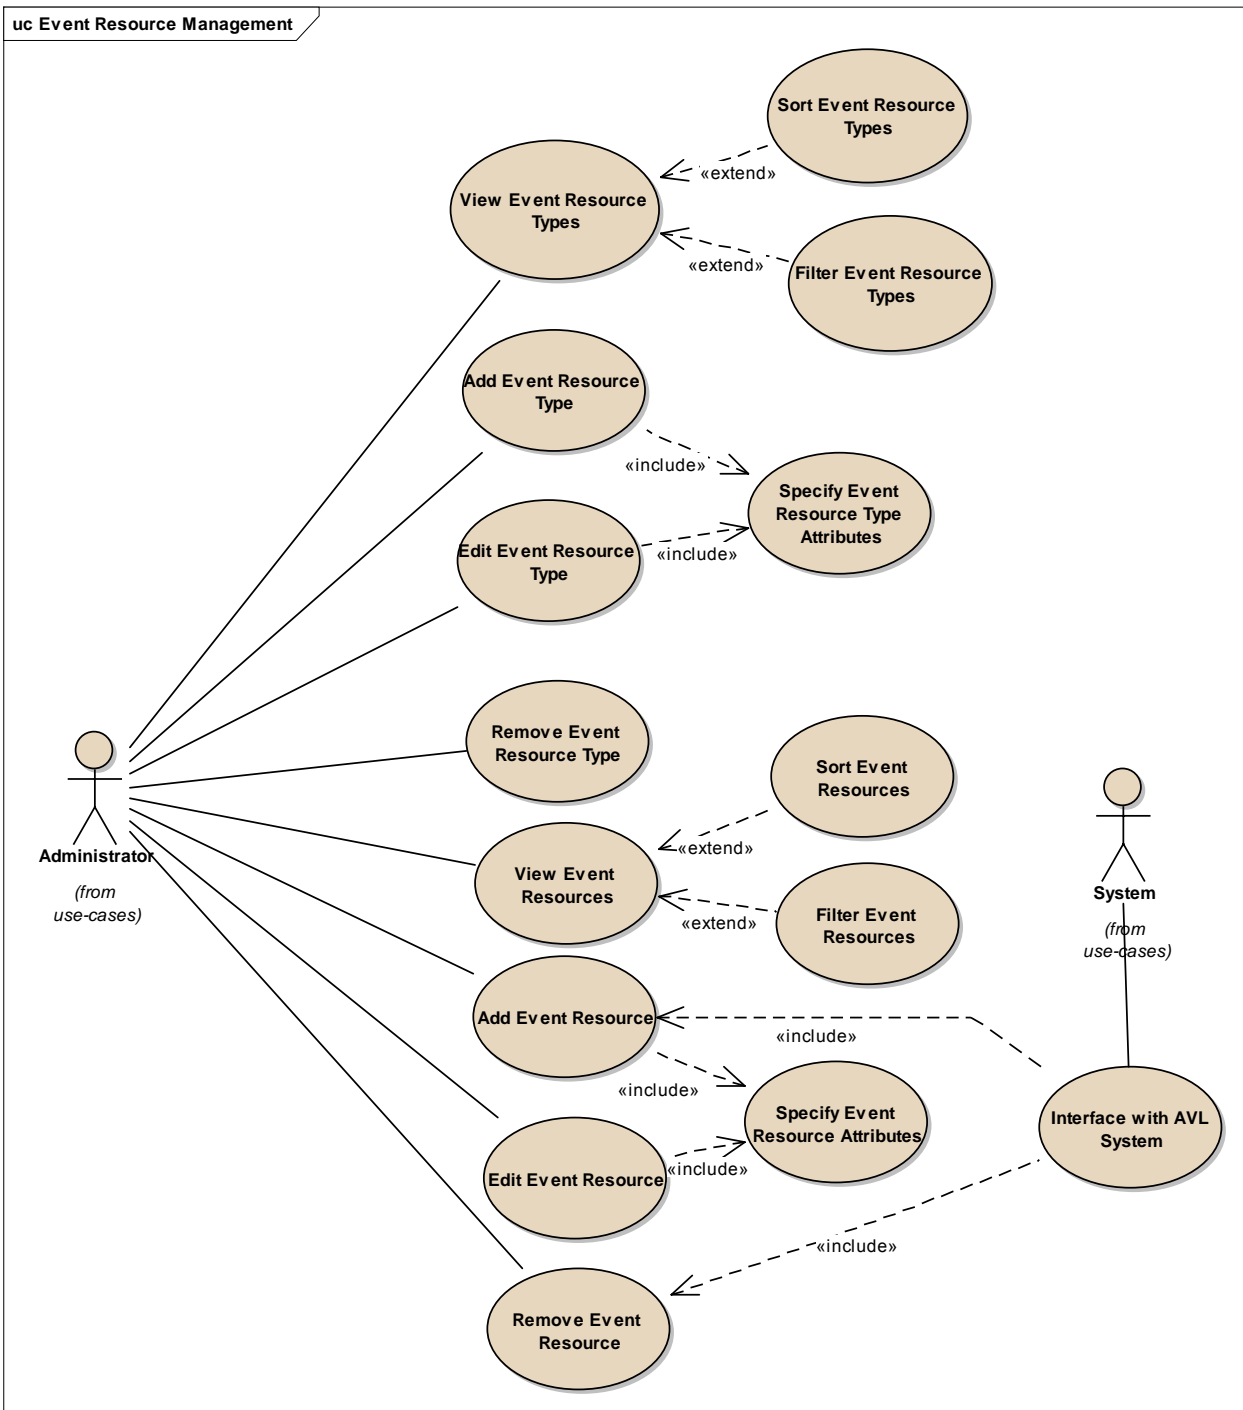 uc Event Resource Management
Sort Event Resource
Types
View Event Resource
Types
«extend»
Filter Event Resource
Types
«extend»
Add Event Resource
Type
«include»
Specify Event
Resource Type
Attributes
Edit Event Resource
Type
«include»
Remove Event
Resource Type
Sort Event
Resources
Administrator
(from
use-cases)
View Event
Resources
«extend»
Filter Event
Resources
«extend»
System
(from
use-cases)
Add Event Resource
«include»
«include»
Specify Event
Resource Attributes
Interface with AVL
System
Edit Event Resource
«include»
«include»
Remove Event
Resource